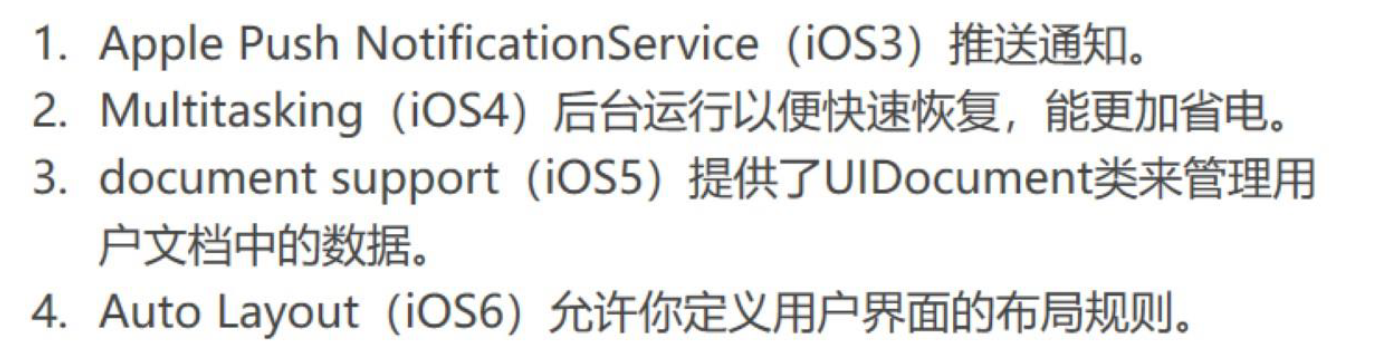 1. Apple Push NotificationService（iOS3）推送通知。
2. Multitasking（iOS4）后台运行以便快速恢复，能更加省电。
3. document support（iOS5）提供了UIDocument类来管理用
户文档中的数据。
4. Auto Layout（iOS6）允许你定义用户界面的布局规则。